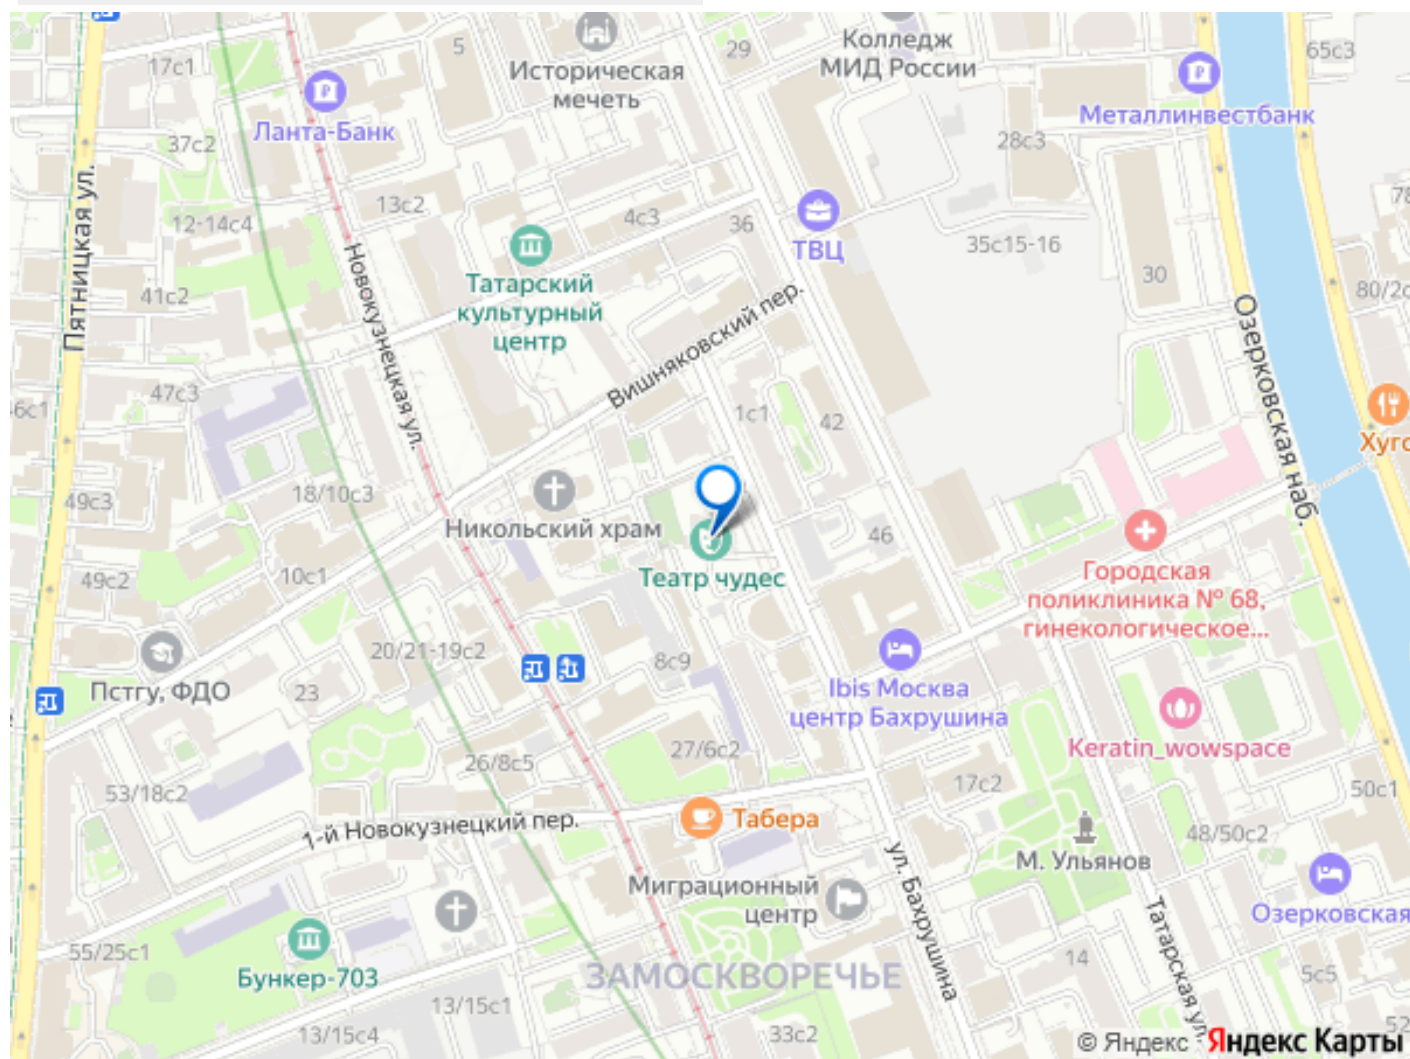 5
29
Колледж
МИД России
65с3
17с1
Историческая
мечеть
Ланта-Банк
Металлинвестбанк
37с2
28с3
Пятницкая ул.
13с2
12-14с4
4с3
36
78
ТВЦ
35с15-16
Новокузнецкая ул.
Татарский
культурный
центр
30
41с2
80/2с
Вишняковский пер.
Озерковская наб.
47с3
6с1
1с1
42
Хуго
18/10с3
49с3
Никольский храм
46
Театр чудес
49с2
10с1
Городская
поликлиника № 68,
гинекологическое...
20/21-19с2
8с9
Пстгу, ФДО
23
Ibis Москва
центр Бахрушина
Keratin_wowspace
27/6с2
26/8с5
17с2
50с1
53/18с2
1-й Новокузнецкий пер.
Табера
48/50с2
М. Ульянов
ул. Бахрушина
Миграционный
центр
Татарская ул.
Озерковская
55/25с1
Бункер-703
ЗАМОСКВОРЕЧЬЕ
14
5с5
13/15с1
13/15с4
33с2
52
© Яндекс Яндекс Карты